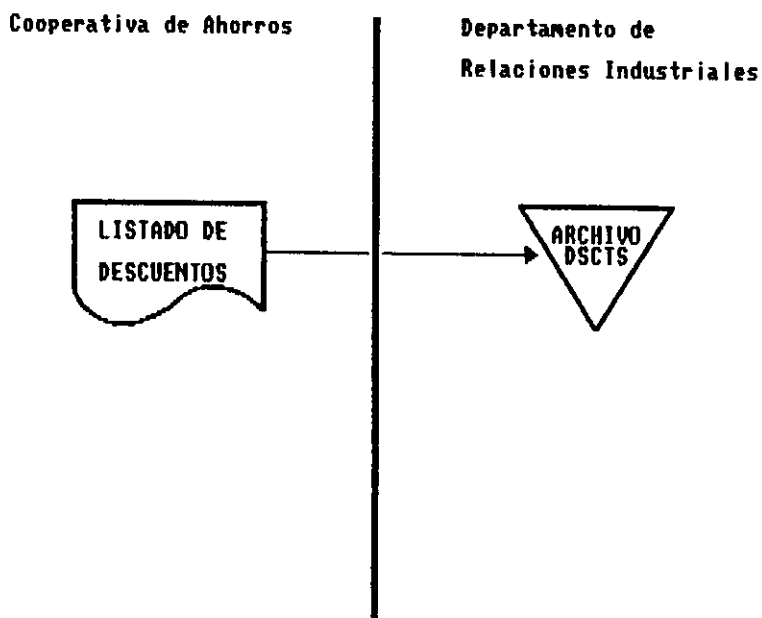 Cooperativa de Ahorros
Departamento de
Relaciones Industriales
LISTADO DE
DESCUENTOS
ARCHIVO
DSCTS